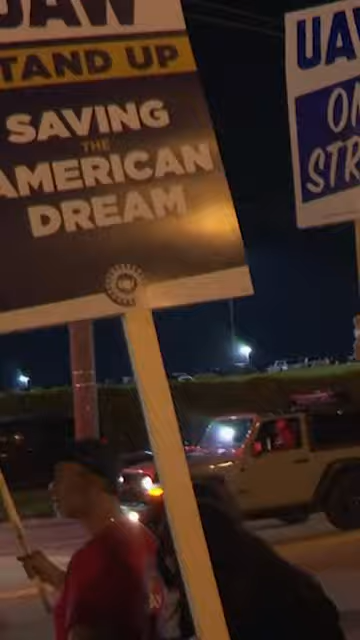 UAW
STAND UP
SAVING
THE
AMERICAN
DREAM
UAW
ON
STR